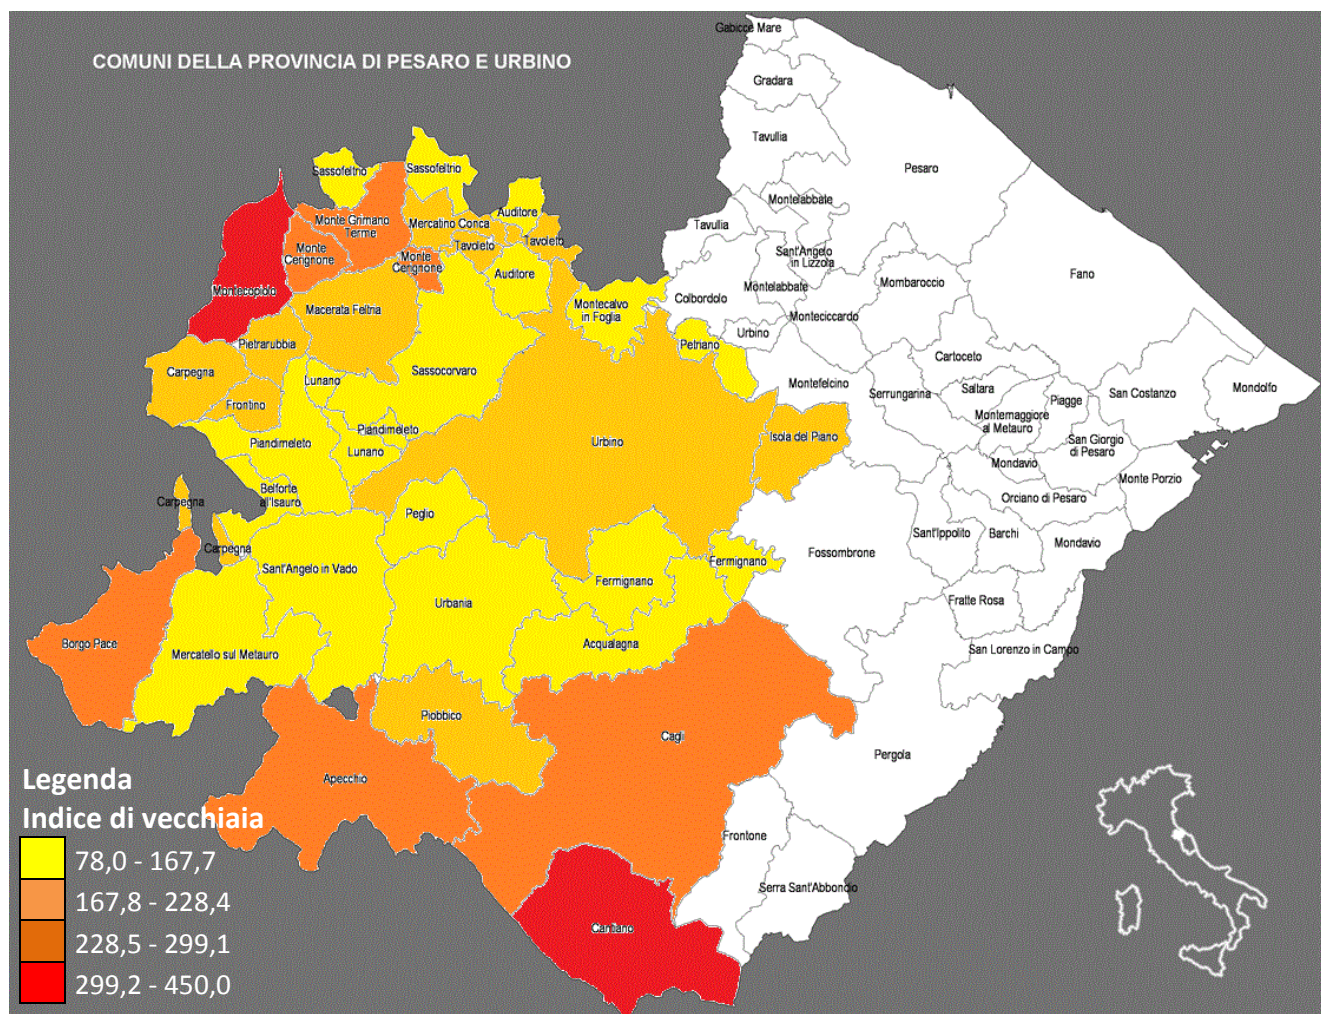 COMUNI DELLA PROVINCIA DI PESARO E URBINO
Gabicce Mare
Gradara
Tavullia
Pesaro
Sassofeltrio
Sassofeltrio
Montelabbate
Monte Grimano
Terme
Mercatino Conca
Auditore
Tavullia
Monte
Cerignone
Tavoleto
Tavoleto
Sant'Angelo
in Lizzola
Monte
Cerignone
Auditore
Fano
Mombaroccio
Montecopiolo
Colbordolo
Montelabbate
Macerata Feltria
Montecalvo
in Foglia
Monteciccardo
Pietrarubbia
Petriano
Urbino
Cartoceto
Carpegna
Lunano
Sassocorvaro
Montefelcino
Serrungarina
Saltara
San Costanzo
Mondolfo
Frontino
Piagge
Montemaggiore
al Metauro
Piandimeleto
Piandimeleto
Lunano
Urbino
Isola del Piano
San Giorgio
di Pesaro
Mondavio
Monte Porzio
Belforte
all'Isauro
Carpegna
Orciano di Pesaro
Peglio
Carpegna
Sant'Ippolito
Barchi
Mondavio
Fossombrone
Sant'Angelo in Vado
Fermignano
Fermignano
Urbania
Fratte Rosa
Borgo Pace
Mercatello sul Metauro
Acqualagna
San Lorenzo in Campo
Piobbico
Cagli
Pergola
Apecchio
Frontone
Serra Sant'Abbondio
Cantiano
Legenda
Indice di vecchiaia
78,0 - 167,7
167,8 - 228,4
228,5 - 299,1
299,2 - 450,0